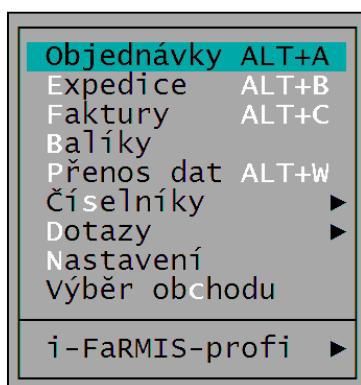 Objednávky ALT+A
Expedice ALT+B
Faktury ALT+C
Balíky
Přenos dat ALT+W
Číselníky ►
Dotazy ►
Nastavení
Výběr obchodu
i-FaRMIS-profi ►